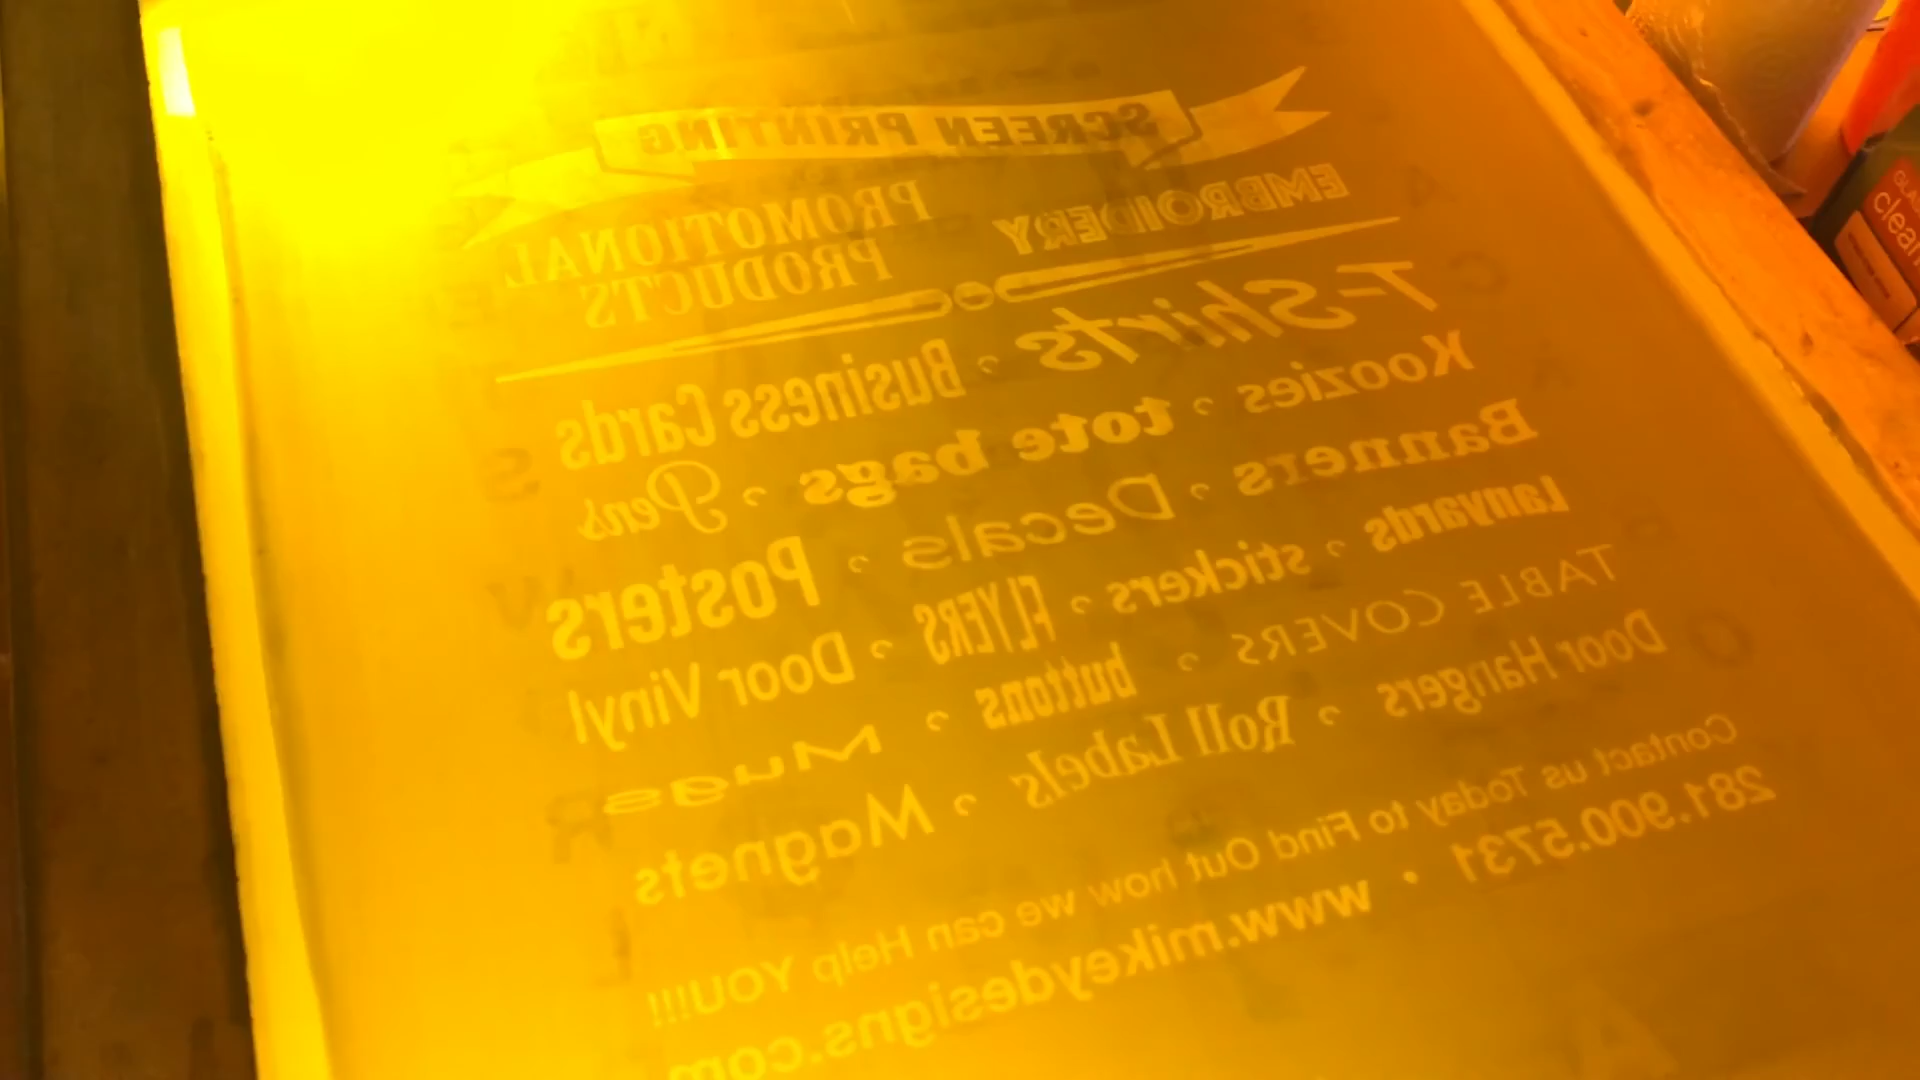 SCREEN PRINTING
EMBROIDERY
PROMOTIONAL
PRODUCTS
T-Shirts • Business Cards
Koozies • tote bags • Pens
Banners • Decals • Posters
Lanyards • stickers • FLYERS • Door Vinyl
TABLE COVERS • buttons • Mugs
Door Hangers • Roll Labels • Magnets
Contact us Today to Find Out how we can Help YOU!!!
281.900.5731 • www.mikeydesigns.com
clean